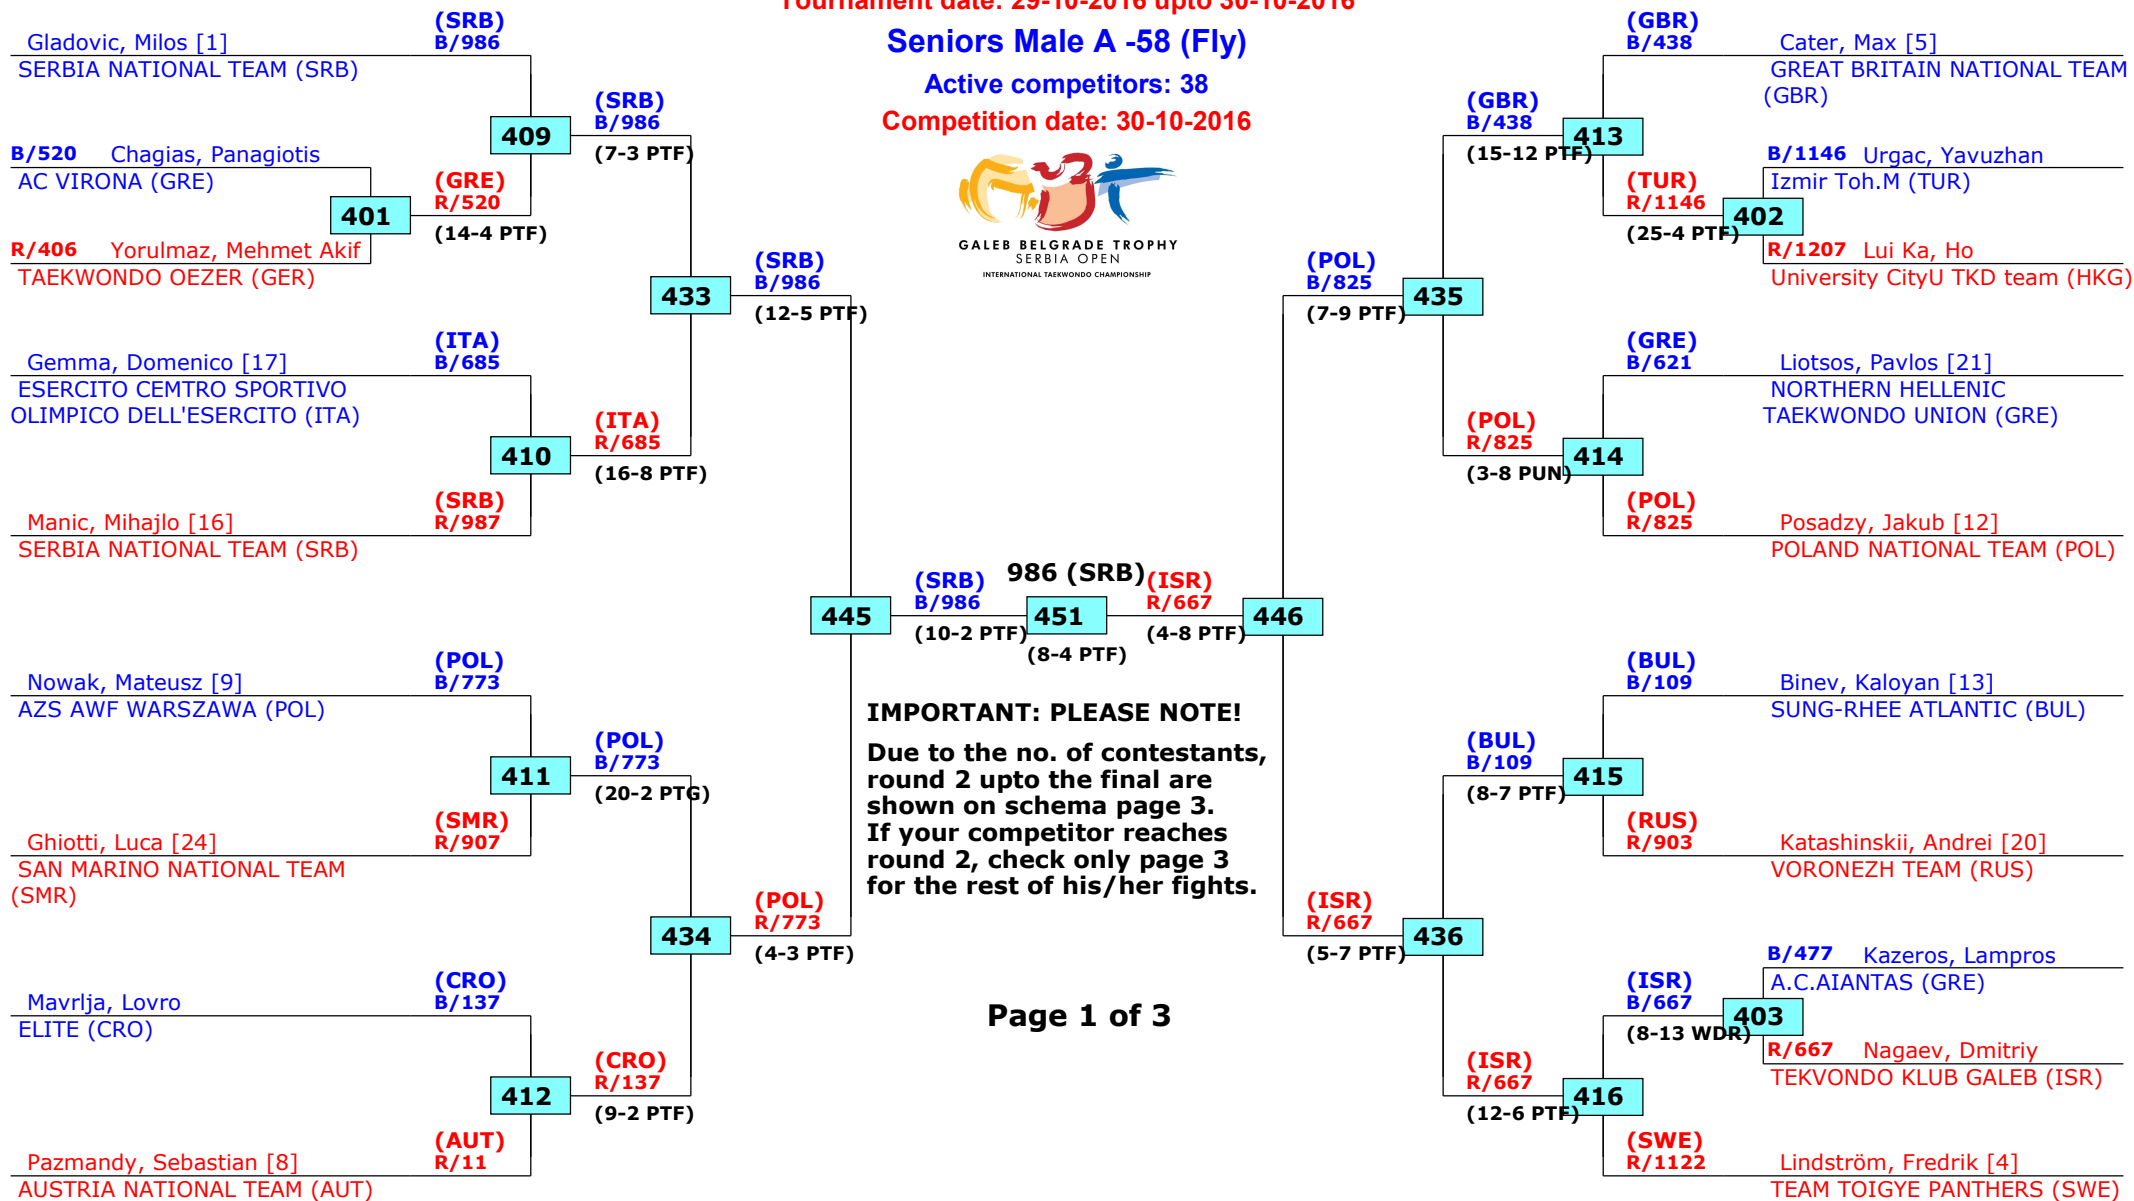 Tournament date: 29-10-2016 upto 30-10-2016
Seniors Male A -58 (Fly)
Active competitors: 38
Competition date: 30-10-2016
GALEB BELGRADE TROPHY
SERBIA OPEN
INTERNATIONAL TAEKWONDO CHAMPIONSHIP
(SRB)
Gladovic, Milos [1] B/986
SERBIA NATIONAL TEAM (SRB)
(SRB)
B/986
409
(7-3 PTF)
B/520 Chagias, Panagiotis
AC VIRONA (GRE)
(GRE)
R/520
401
(14-4 PTF)
R/406 Yorulmaz, Mehmet Akif
TAEKWONDO OEZER (GER)
(SRB)
B/986
433
(12-5 PTF)
(ITA)
Gemma, Domenico [17] B/685
ESERCITO CEMTRO SPORTIVO
OLIMPICO DELL'ESERCITO (ITA)
(ITA)
R/685
410
(16-8 PTF)
(SRB)
Manic, Mihajlo [16] R/987
SERBIA NATIONAL TEAM (SRB)
445
(SRB)
B/986
(10-2 PTF)
986 (SRB)
451
(8-4 PTF)
(ISR)
R/667
(4-8 PTF)
446
(POL)
Nowak, Mateusz [9] B/773
AZS AWF WARSZAWA (POL)
(POL)
B/773
411
(20-2 PTG)
(SMR)
Ghiotti, Luca [24] R/907
SAN MARINO NATIONAL TEAM
(SMR)
(POL)
R/773
434
(4-3 PTF)
(CRO)
Mavrlja, Lovro B/137
ELITE (CRO)
(CRO)
R/137
412
(9-2 PTF)
(AUT)
Pazmandy, Sebastian [8] R/11
AUSTRIA NATIONAL TEAM (AUT)
IMPORTANT: PLEASE NOTE!
Due to the no. of contestants,
round 2 upto the final are
shown on schema page 3.
If your competitor reaches
round 2, check only page 3
for the rest of his/her fights.
Page 1 of 3
(GBR)
B/438 Cater, Max [5]
GREAT BRITAIN NATIONAL TEAM
(GBR)
(GBR)
B/438
413
(15-12 PTF)
B/1146 Urgac, Yavuzhan
Izmir Toh.M (TUR)
(TUR)
R/1146
402
(25-4 PTF)
R/1207 Lui Ka, Ho
University CityU TKD team (HKG)
(POL)
B/825
435
(7-9 PTF)
(GRE)
B/621 Liotsos, Pavlos [21]
NORTHERN HELLENIC
TAEKWONDO UNION (GRE)
(POL)
R/825
414
(3-8 PUN)
(POL)
R/825 Posadzy, Jakub [12]
POLAND NATIONAL TEAM (POL)
(BUL)
B/109 Binev, Kaloyan [13]
SUNG-RHEE ATLANTIC (BUL)
(BUL)
B/109
415
(8-7 PTF)
(RUS)
R/903 Katashinskii, Andrei [20]
VORONEZH TEAM (RUS)
(ISR)
R/667
436
(5-7 PTF)
B/477 Kazeros, Lampros
A.C.AIANTAS (GRE)
(ISR)
B/667
403
(8-13 WDR)
R/667 Nagaev, Dmitriy
TEKVONDO KLUB GALEB (ISR)
(ISR)
R/667
416
(12-6 PTF)
(SWE)
R/1122 Lindström, Fredrik [4]
TEAM TOIGYE PANTHERS (SWE)